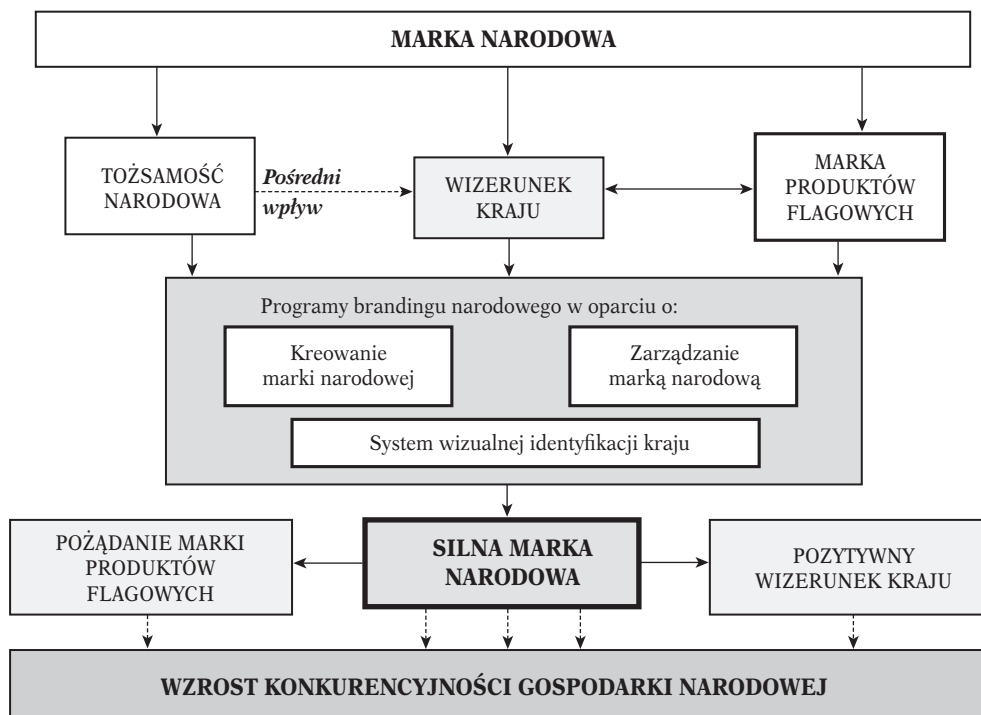 MARKA NARODOWA
TOŻSAMOŚĆ
NARODOWA
Pośredni
wpływ
WIZERUNEK
KRAJU
MARKA
PRODUKTÓW
FLAGOWYCH
Programy brandingu narodowego w oparciu o:
Kreowanie
marki narodowej
Zarządzanie
marką narodową
System wizualnej identyfikacji kraju
POŻĄDANIE MARKI
PRODUKTÓW
FLAGOWYCH
SILNA MARKA
NARODOWA
POZYTYWNY
WIZERUNEK KRAJU
WZROST KONKURENCYJNOŚCI GOSPODARKI NARODOWEJ